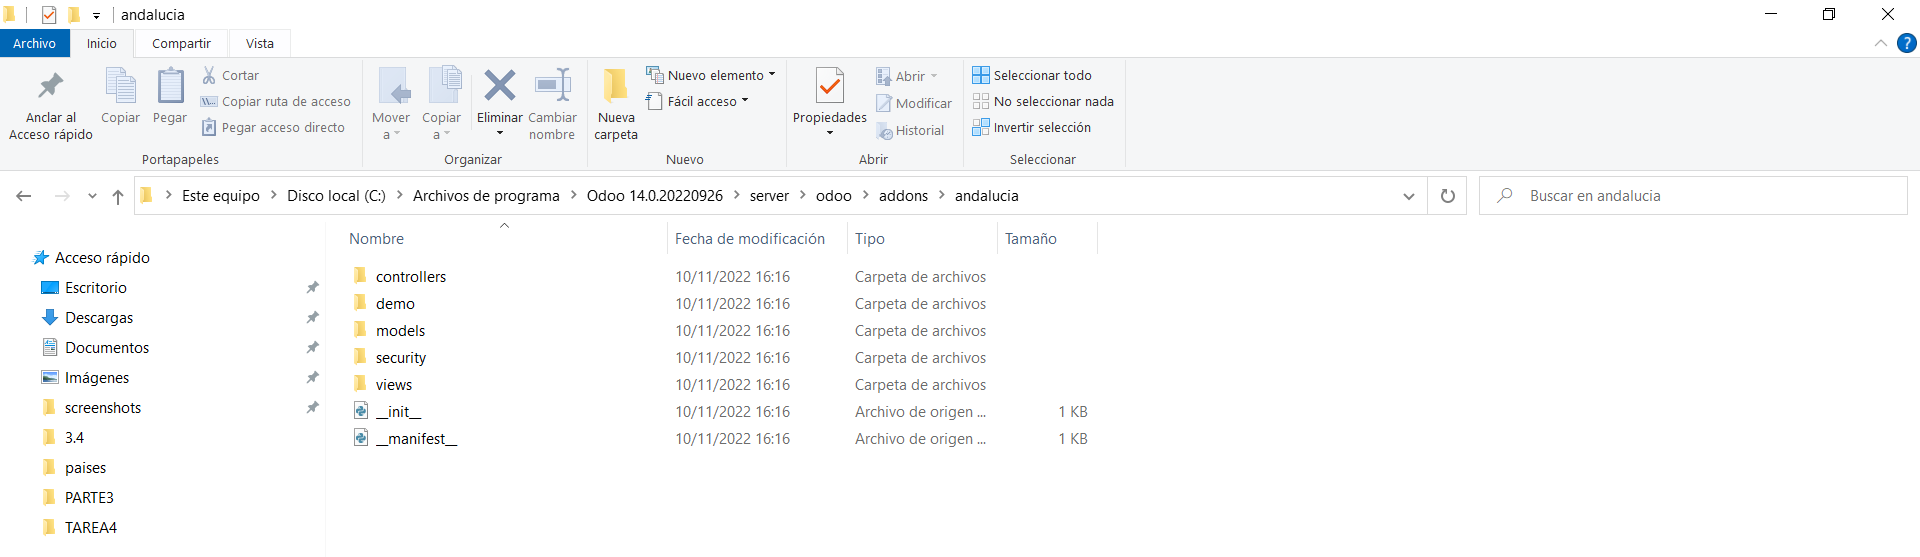 andalucia
Archivo Inicio Compartir Vista
Anclar al Acceso rápido
Copiar
Pegar
Cortar
Copiar ruta de acceso
Pegar acceso directo
Portapapeles
Mover a
Copiar a
Eliminar
Cambiar nombre
Organizar
Nueva carpeta
Nuevo elemento
Fácil acceso
Nuevo
Propiedades
Abrir
Modificar
Historial
Abrir
Seleccionar todo
No seleccionar nada
Invertir selección
Seleccionar
Este equipo > Disco local (C:) > Archivos de programa > Odoo 14.0.20220926 > server > odoo > addons > andalucia
Buscar en andalucia
Acceso rápido
Escritorio
Descargas
Documentos
Imágenes
screenshots
3.4
paises
PARTE3
TAREA4
Nombre Fecha de modificación Tipo Tamaño
controllers 10/11/2022 16:16 Carpeta de archivos
demo 10/11/2022 16:16 Carpeta de archivos
models 10/11/2022 16:16 Carpeta de archivos
security 10/11/2022 16:16 Carpeta de archivos
views 10/11/2022 16:16 Carpeta de archivos
__init__ 10/11/2022 16:16 Archivo de origen ... 1 KB
__manifest__ 10/11/2022 16:16 Archivo de origen ... 1 KB